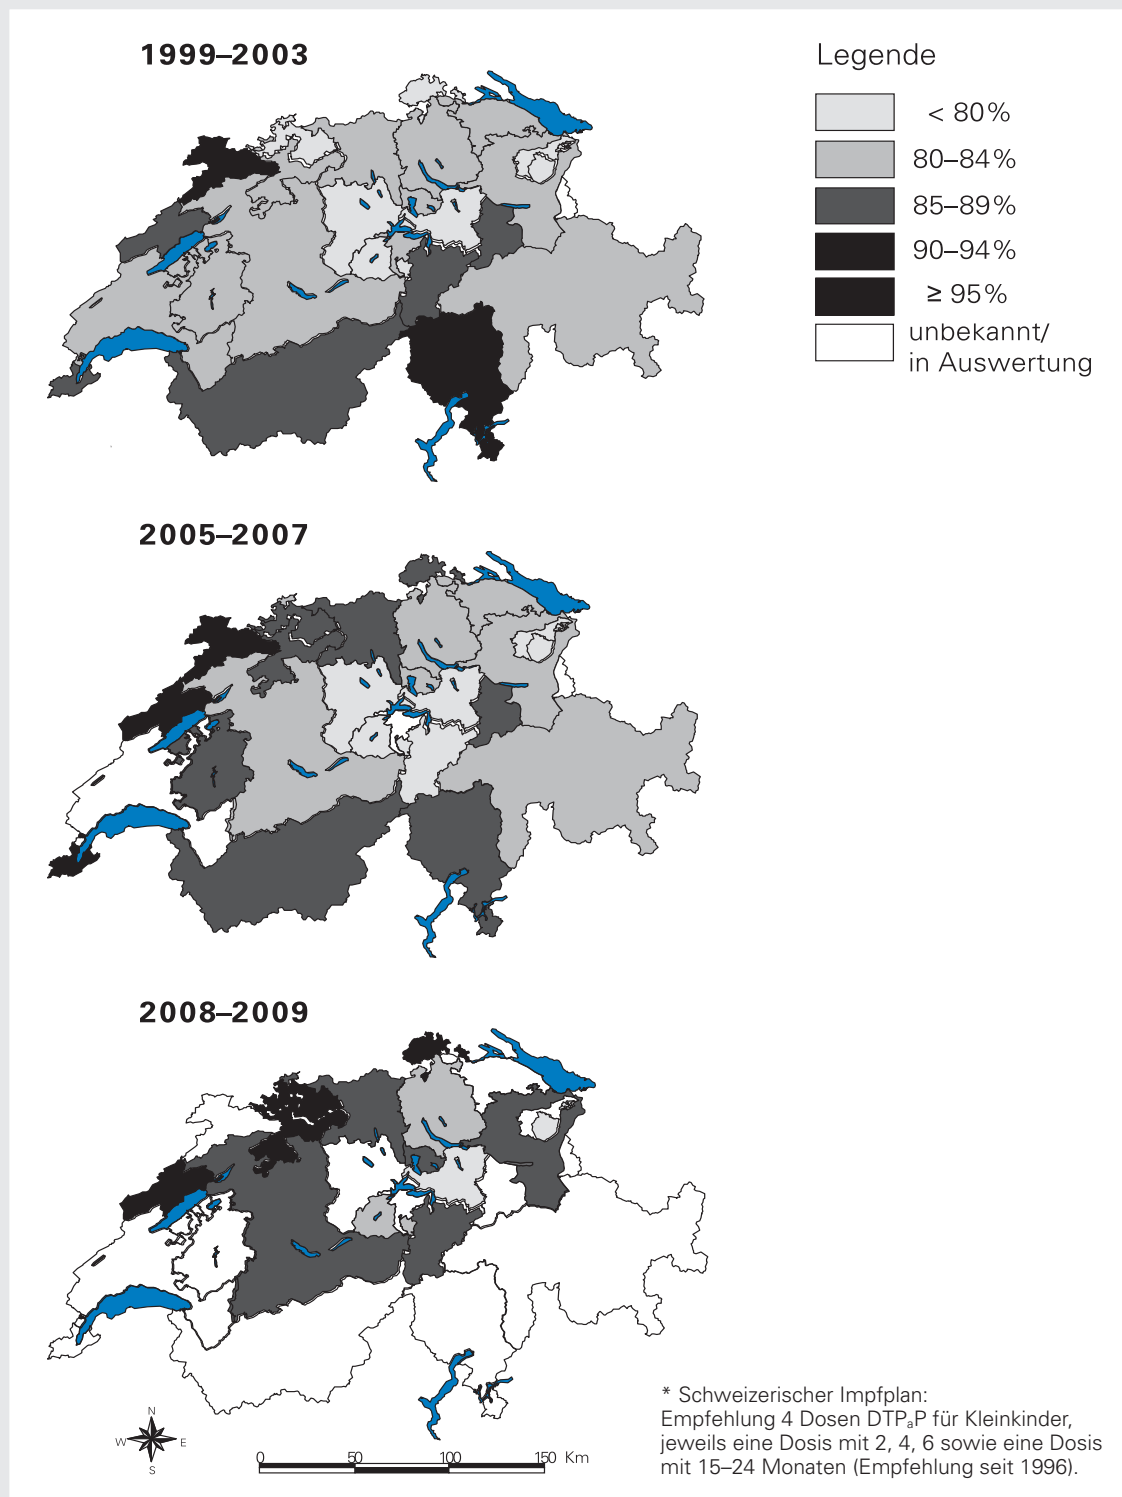 1999–2003
Legende
< 80%
80–84%
85–89%
90–94%
≥ 95%
unbekannt/
in Auswertung
2005–2007
2008–2009
* Schweizerischer Impfplan:
Empfehlung 4 Dosen DTPaP für Kleinkinder,
jeweils eine Dosis mit 2, 4, 6 sowie eine Dosis
mit 15–24 Monaten (Empfehlung seit 1996).
N
W E
S
0 50 100 150 Km